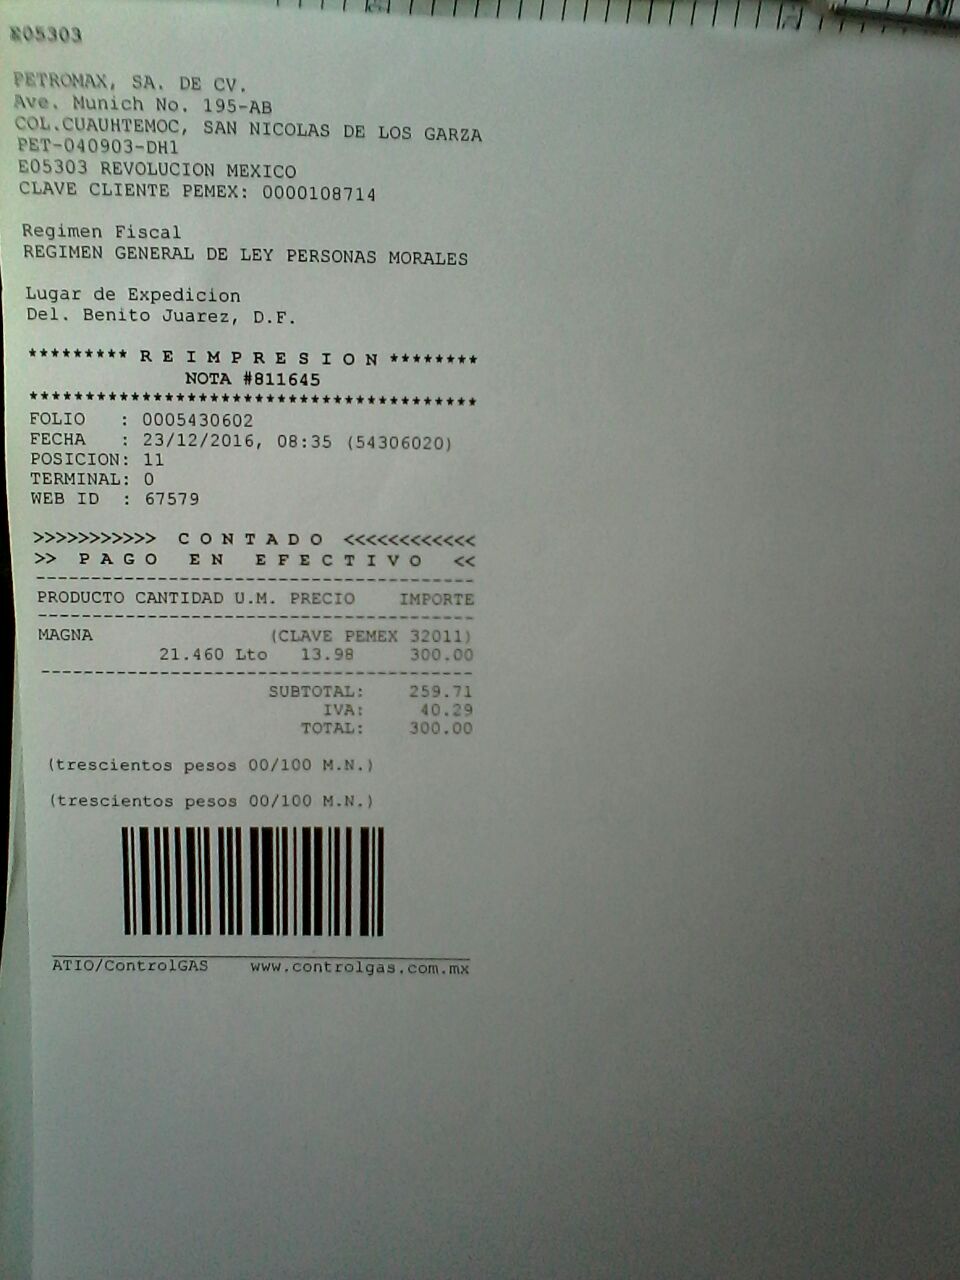 E05303
PETROMAX, SA. DE CV.
Ave. Munich No. 195-AB
COL.CUAUHTEMOC, SAN NICOLAS DE LOS GARZA
PET-040903-DH1
E05303 REVOLUCION MEXICO
CLAVE CLIENTE PEMEX: 0000108714
Regimen Fiscal
REGIMEN GENERAL DE LEY PERSONAS MORALES
Lugar de Expedicion
Del. Benito Juarez, D.F.
********* R E I M P R E S I O N ********
NOTA #811645
****************************************
FOLIO : 0005430602
FECHA : 23/12/2016, 08:35 (54306020)
POSICION: 11
TERMINAL: 0
WEB ID : 67579
>>>>>>>>>>> C O N T A D O <<<<<<<<<<<<
>> P A G O E N E F E C T I V O <<
----------------------------------------
PRODUCTO CANTIDAD U.M. PRECIO IMPORTE
----------------------------------------
MAGNA (CLAVE PEMEX 32011)
21.460 Lto 13.98 300.00
----------------------------------------
SUBTOTAL: 259.71
IVA: 40.29
TOTAL: 300.00
(trescientos pesos 00/100 M.N.)
(trescientos pesos 00/100 M.N.)
ATIO/ControlGAS www.controlgas.com.mx